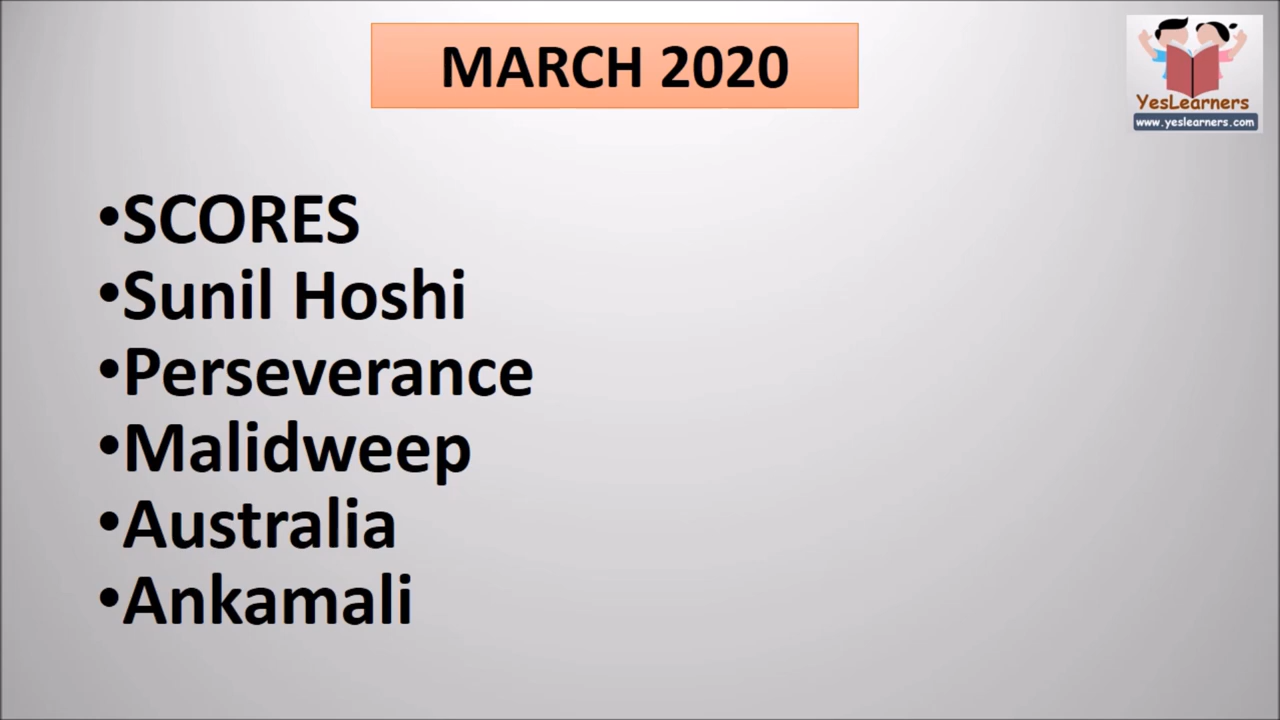 MARCH 2020
YesLearners
www.yeslearners.com
•SCORES
•Sunil Hoshi
•Perseverance
•Malidweep
•Australia
•Ankamali